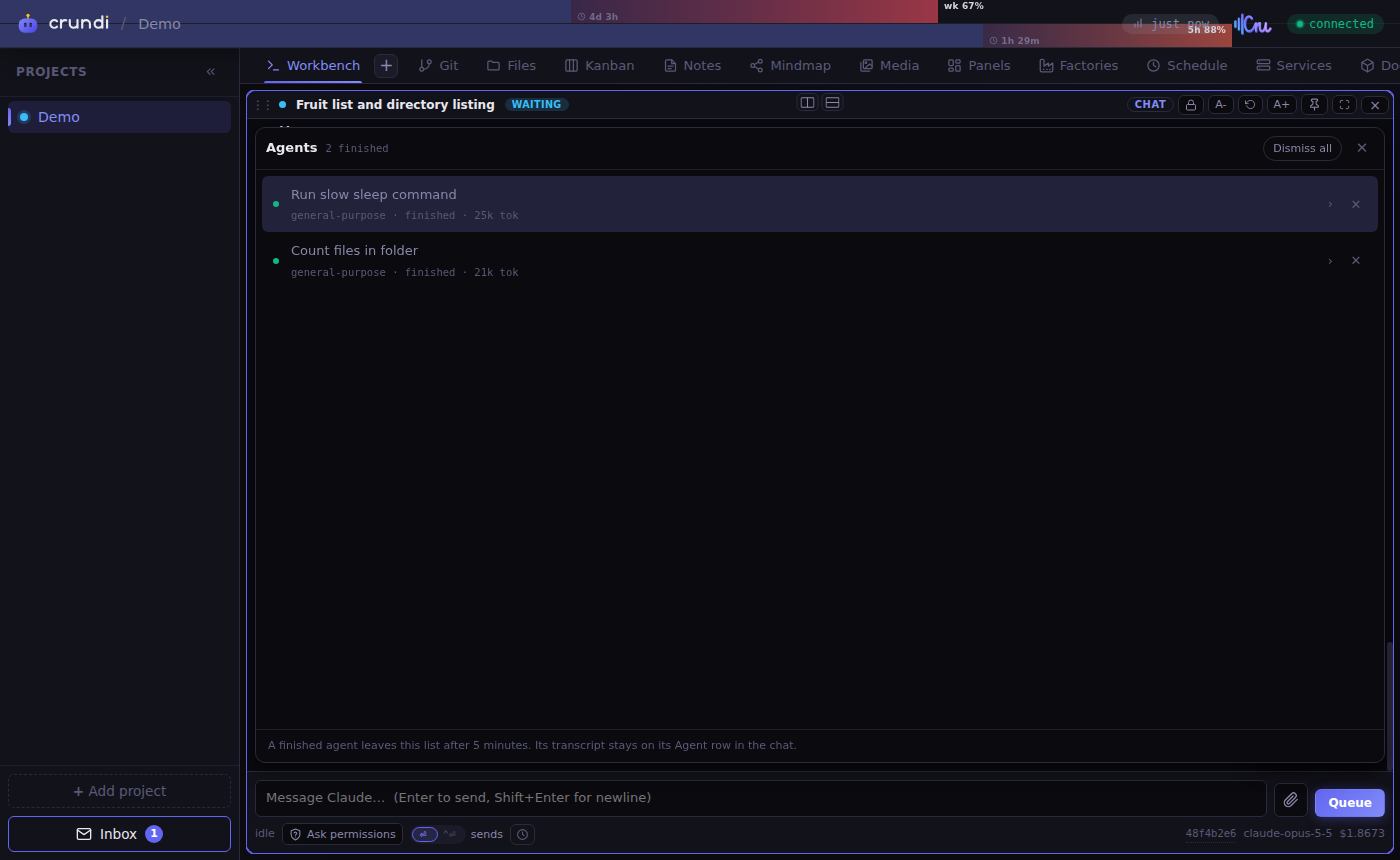 crundi / Demo
4d 3h
wk 67%
1h 29m
5h 88%
just now
Cru
connected
PROJECTS
Demo
+ Add project
Inbox 1
Workbench
+
Git
Files
Kanban
Notes
Mindmap
Media
Panels
Factories
Schedule
Services
Do
Fruit list and directory listing WAITING
CHAT A- A+
Agents 2 finished
Dismiss all
Run slow sleep command
general-purpose · finished · 25k tok
Count files in folder
general-purpose · finished · 21k tok
A finished agent leaves this list after 5 minutes. Its transcript stays on its Agent row in the chat.
Message Claude… (Enter to send, Shift+Enter for newline)
Queue
idle Ask permissions sends
48f4b2e6 claude-opus-5-5 $1.8673